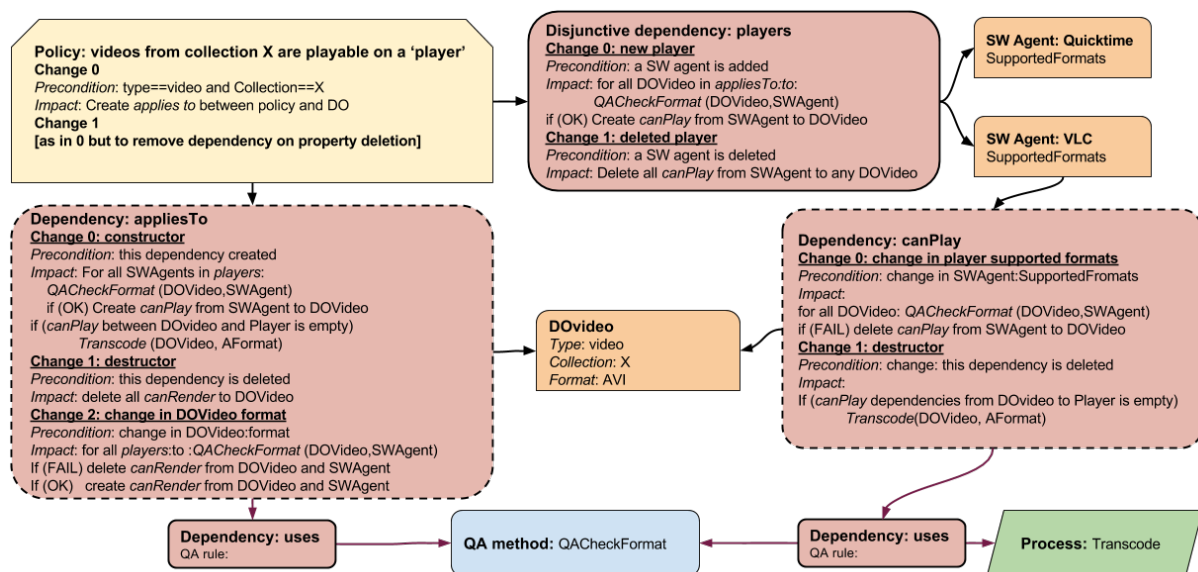 Policy: videos from collection X are playable on a ‘player’
Change 0
Precondition: type==video and Collection==X
Impact: Create applies to between policy and DO
Change 1
[as in 0 but to remove dependency on property deletion]
Disjunctive dependency: players
Change 0: new player
Precondition: a SW agent is added
Impact: for all DOVideo in appliesTo:to:
QACheckFormat (DOVideo,SWAgent)
if (OK) Create canPlay from SWAgent to DOVideo
Change 1: deleted player
Precondition: a SW agent is deleted
Impact: Delete all canPlay from SWAgent to any DOVideo
SW Agent: Quicktime
SupportedFormats
SW Agent: VLC
SupportedFormats
Dependency: appliesTo
Change 0: constructor
Precondition: this dependency created
Impact: For all SWAgents in players:
QACheckFormat (DOVideo,SWAgent)
if (OK) Create canPlay from SWAgent to DOVideo
if (canPlay between DOvideo and Player is empty)
Transcode (DOVideo, AFormat)
Change 1: destructor
Precondition: this dependency is deleted
Impact: delete all canRender to DOVideo
Change 2: change in DOVideo format
Precondition: change in DOVideo:format
Impact: for all players:to :QACheckFormat (DOVideo,SWAgent)
If (FAIL) delete canRender from DOVideo and SWAgent
If (OK) create canRender from DOVideo and SWAgent
DOvideo
Type: video
Collection: X
Format: AVI
Dependency: canPlay
Change 0: change in player supported formats
Precondition: change in SWAgent:SupportedFromats
Impact:
for all DOVideo: QACheckFormat (DOVideo,SWAgent)
if (FAIL) delete canPlay from SWAgent to DOVideo
Change 1: destructor
Precondition: change: this dependency is deleted
Impact:
If (canPlay dependencies from DOvideo to Player is empty)
Transcode(DOVideo, AFormat)
Dependency: uses
QA rule:
QA method: QACheckFormat
Dependency: uses
QA rule:
Process: Transcode